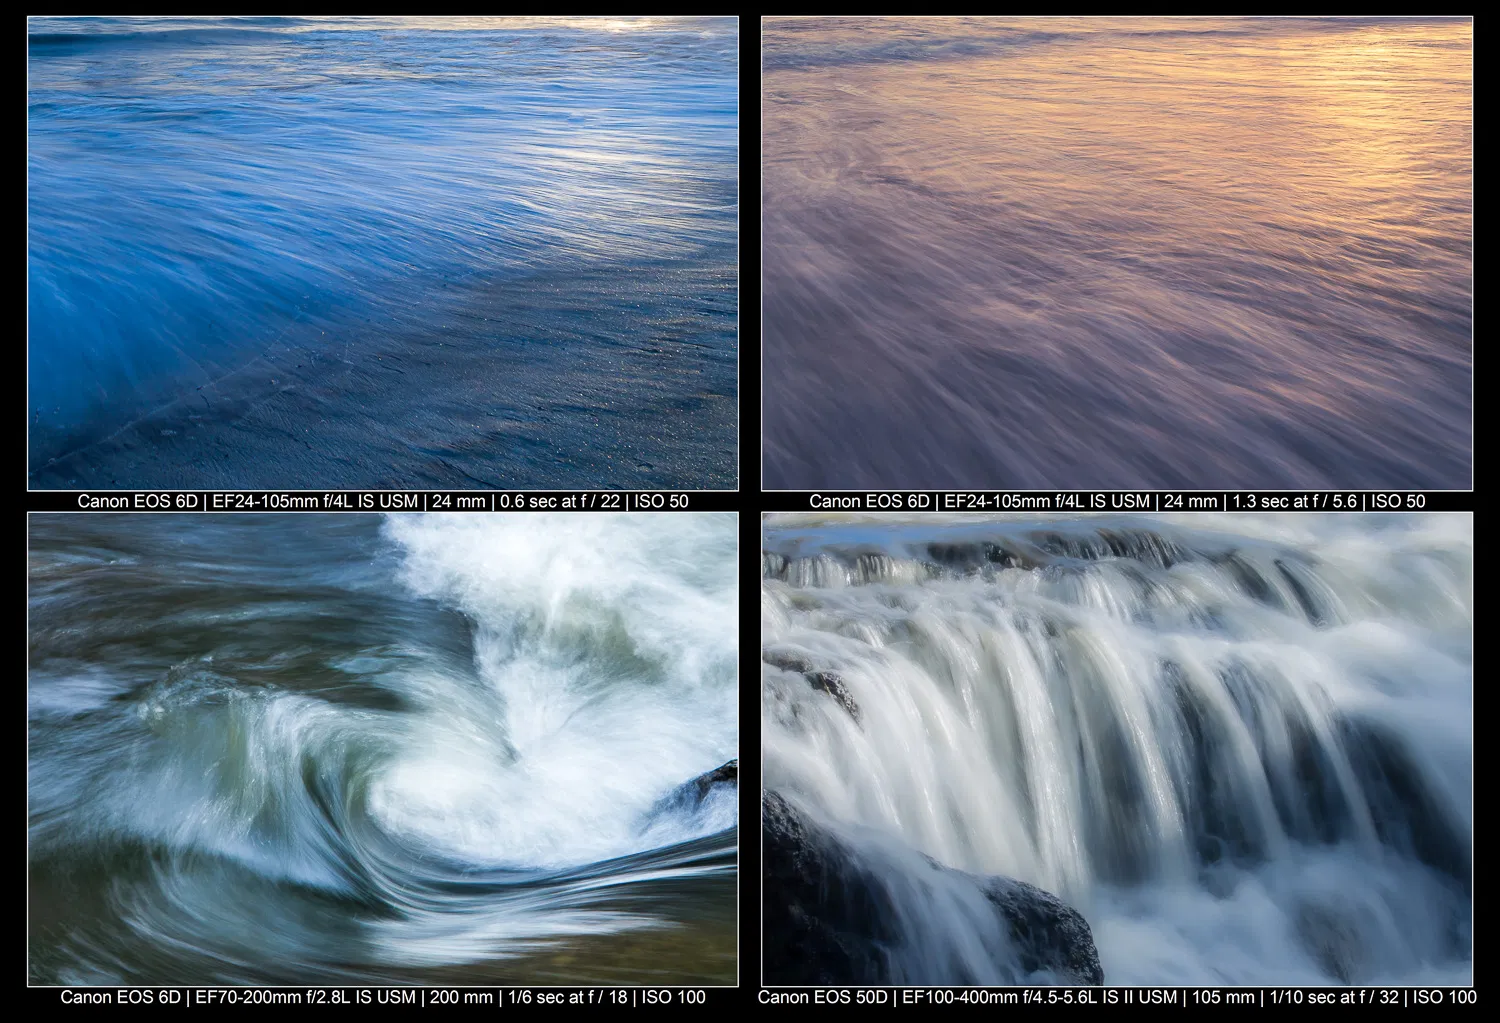 Canon EOS 6D | EF24-105mm f/4L IS USM | 24 mm | 0.6 sec at f / 22 | ISO 50
Canon EOS 6D | EF24-105mm f/4L IS USM | 24 mm | 1.3 sec at f / 5.6 | ISO 50
Canon EOS 6D | EF70-200mm f/2.8L IS USM | 200 mm | 1/6 sec at f / 18 | ISO 100
Canon EOS 50D | EF100-400mm f/4.5-5.6L IS II USM | 105 mm | 1/10 sec at f / 32 | ISO 100